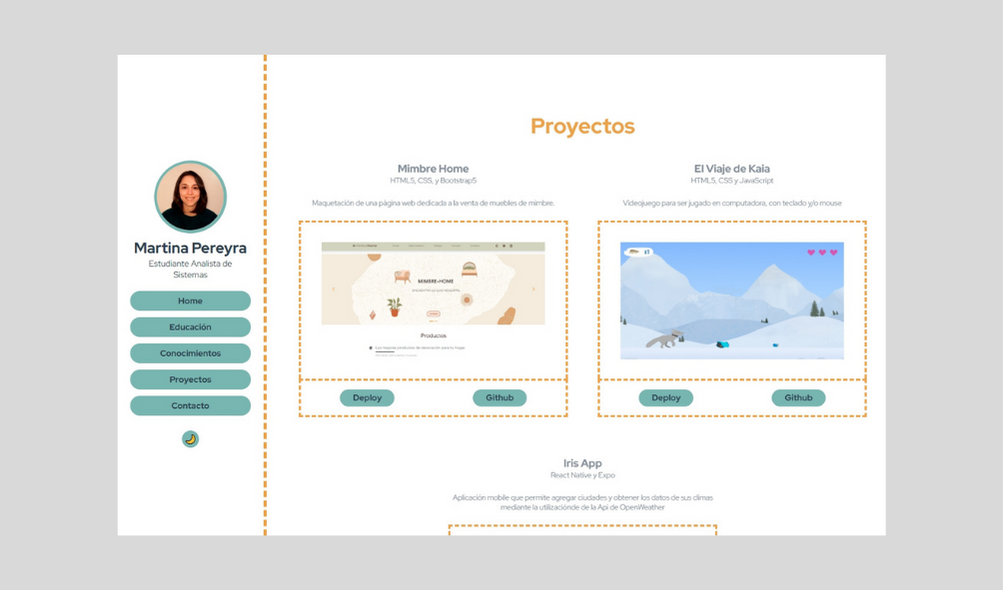 Martina Pereyra
Estudiante Analista de
Sistemas
Home
Educación
Conocimientos
Proyectos
Contacto
Proyectos
Mimbre Home
HTML5, CSS, y Bootstrap5
Maquetación de una página web dedicada a la venta de muebles de mimbre.
MIMBRE-HOME
Productos
Deploy
Github
El Viaje de Kaia
HTML5, CSS y JavaScript
Videojuego para ser jugado en computadora, con teclado y/o mouse
Deploy
Github
Iris App
React Native y Expo
Aplicación mobile que permite agregar ciudades y obtener los datos de sus climas
mediante la utilizaciónde de la Api de OpenWeather